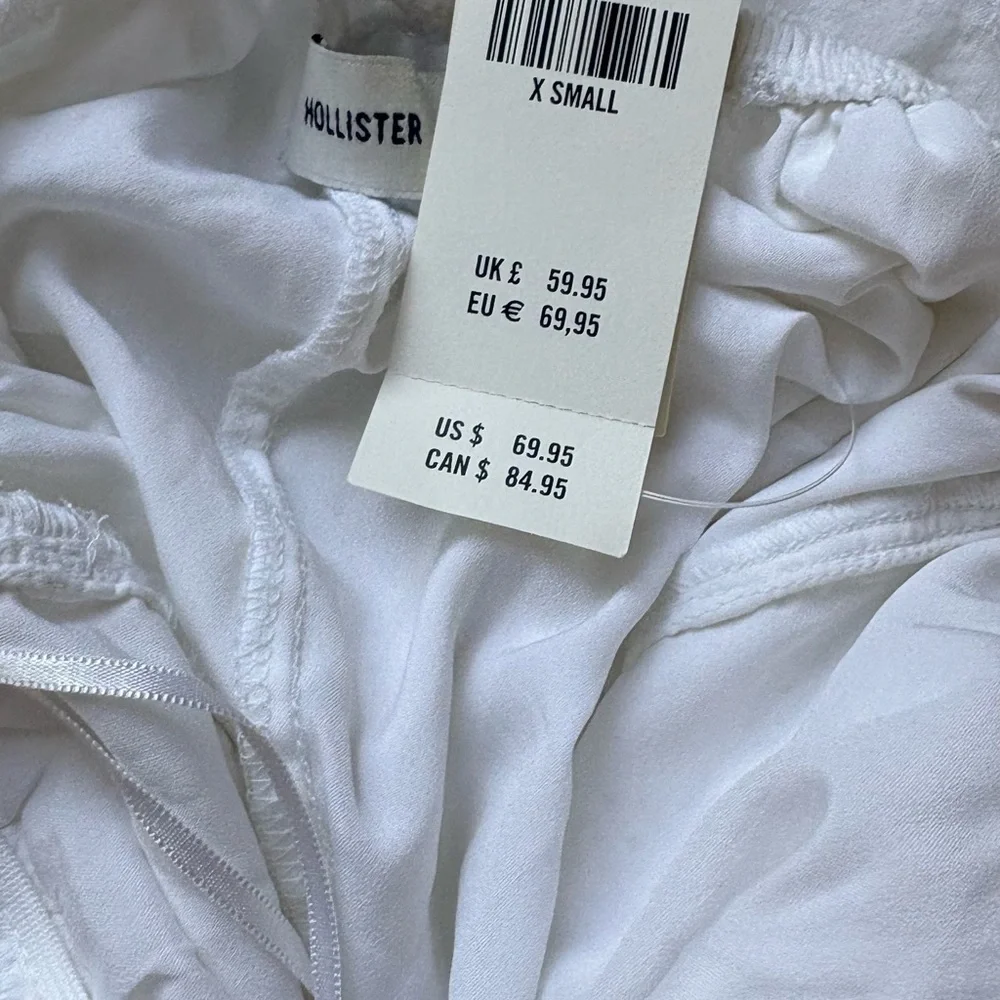 HOLLISTER
X SMALL
UK £ 59.95
EU € 69,95
US $ 69.95
CAN $ 84.95